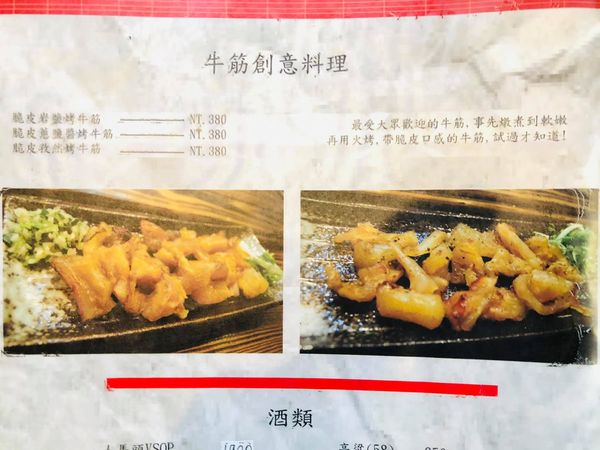 牛筋創意料理
脆皮岩鹽烤牛筋 NT.380
脆皮蔥鹽醬烤牛筋 NT.380
脆皮孜然烤牛筋 NT.380
最受大眾歡迎的牛筋,事先燉煮到軟嫩
再用火烤,帶脆皮口感的牛筋,試過才知道!
酒類
人馬頭VSOP 1200
高粱(58) 850